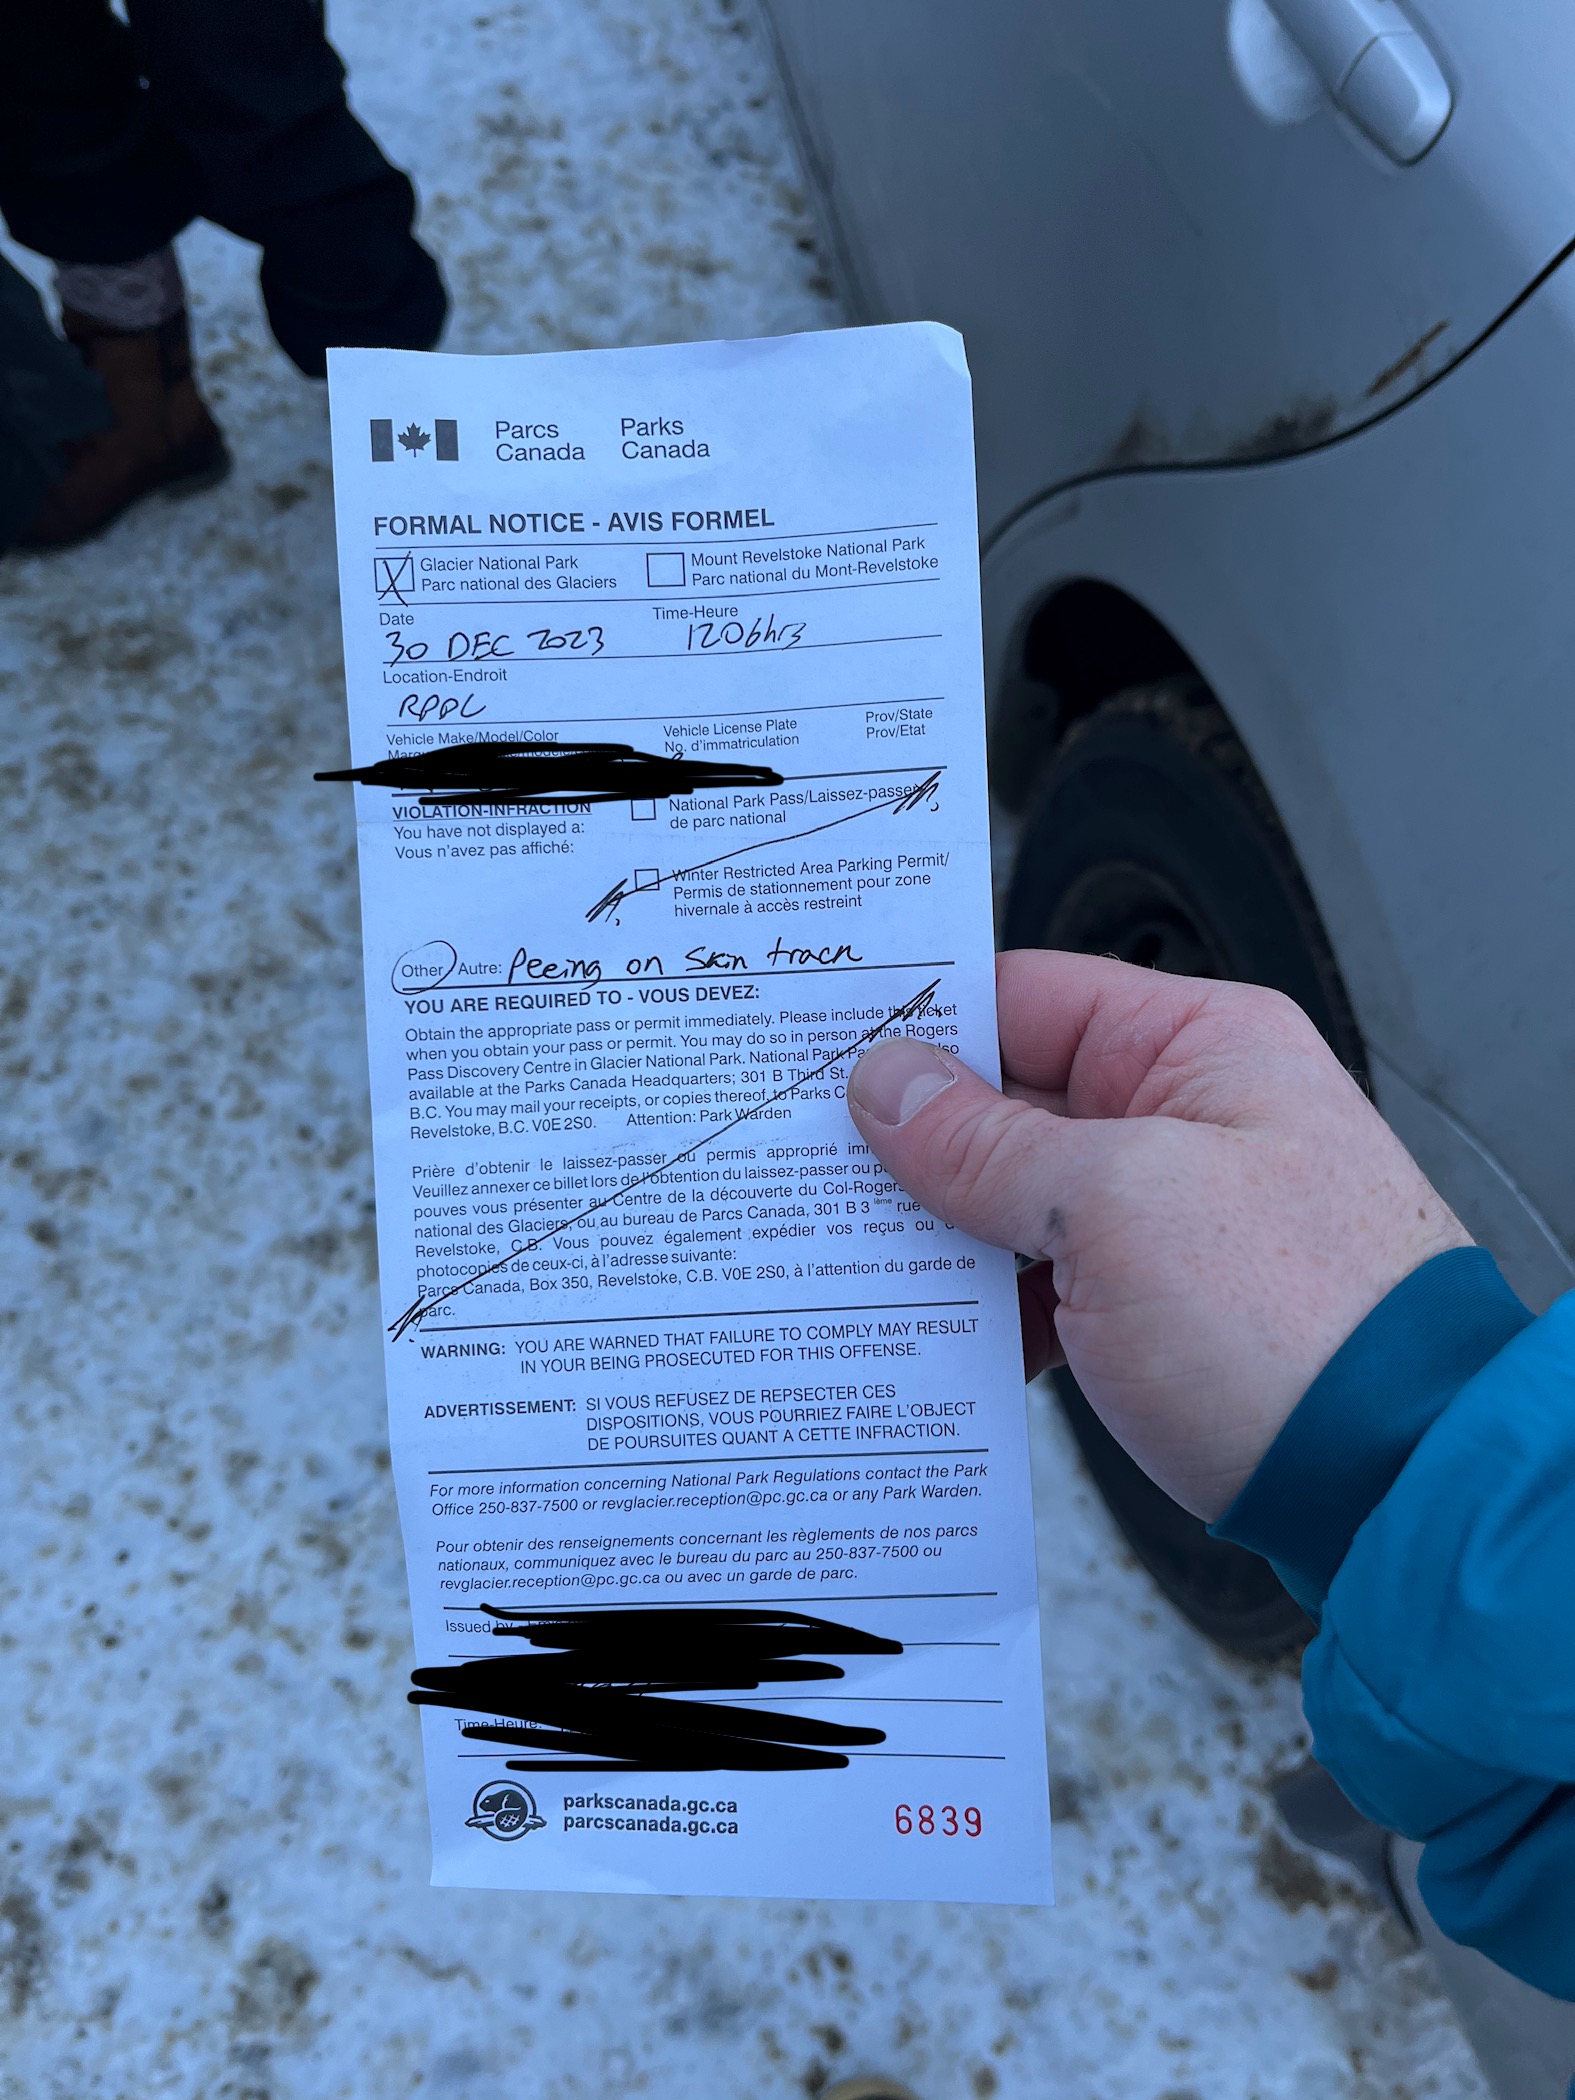 Parcs Canada
Parks Canada
FORMAL NOTICE - AVIS FORMEL
Glacier National Park
Parc national des Glaciers
Mount Revelstoke National Park
Parc national du Mont-Revelstoke
Date
Time-Heure
30 DEC 2023
1206hrs
Location-Endroit
RPDC
Vehicle Make/Model/Color
Vehicle License Plate
No. d'immatriculation
Prov/State
Prov/Etat
VIOLATION-INFRACTION
You have not displayed a:
Vous n'avez pas affiché:
National Park Pass/Laissez-passer
de parc national
Winter Restricted Area Parking Permit/
Permis de stationnement pour zone
hivernale à accès restreint
Other/Autre: Peeing on Skin track
YOU ARE REQUIRED TO - VOUS DEVEZ:
Obtain the appropriate pass or permit immediately. Please include this ticket
when you obtain your pass or permit. You may do so in person at the Rogers
Pass Discovery Centre in Glacier National Park. National Park
available at the Parks Canada Headquarters; 301 B Third St.
B.C. You may mail your receipts, or copies thereof, to Parks
Revelstoke, B.C. V0E 2S0. Attention: Park Warden
Prière d'obtenir le laissez-passer ou permis approprié
Veuillez annexer ce billet lors de l'obtention du laissez-passer ou
pouves vous présenter au Centre de la découverte du
national des Glaciers, ou au bureau de Parcs Canada, 301 B 3 ième rue
Revelstoke, C.B. Vous pouvez également expédier vos reçus ou
photocopies de ceux-ci, à l'adresse suivante:
Parcs Canada, Box 350, Revelstoke, C.B. V0E 2S0, à l'attention du garde de
parc.
WARNING: YOU ARE WARNED THAT FAILURE TO COMPLY MAY RESULT
IN YOUR BEING PROSECUTED FOR THIS OFFENSE.
ADVERTISSEMENT: SI VOUS REFUSEZ DE REPSECTER CES
DISPOSITIONS, VOUS POURRIEZ FAIRE L'OBJECT
DE POURSUITES QUANT A CETTE INFRACTION.
For more information concerning National Park Regulations contact the Park
Office 250-837-7500 or revglacier.reception@pc.gc.ca or any Park Warden.
Pour obtenir des renseignements concernant les règlements de nos parcs
nationaux, communiquez avec le bureau du parc au 250-837-7500 ou
revglacier.reception@pc.gc.ca ou avec un garde de parc.
Issued by
Time-Heure:
parkscanada.gc.ca
parcscanada.gc.ca
6839